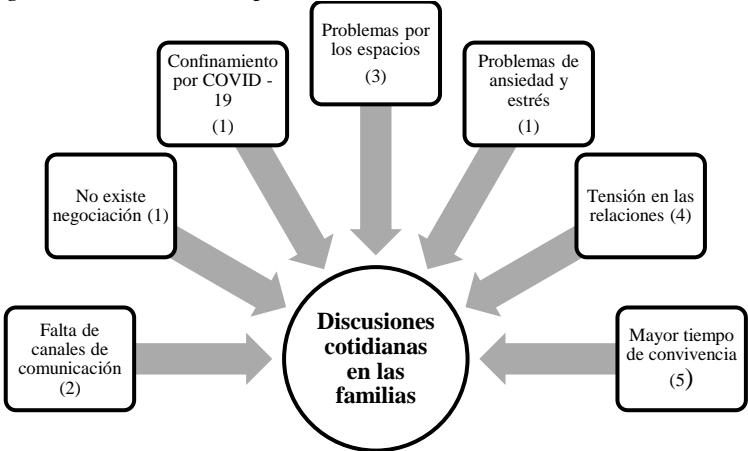 Problemas por
los espacios
(3)
Confinamiento
por COVID -
19
(1)
Problemas de
ansiedad y
estrés
(1)
No existe
negociación (1)
Tensión en las
relaciones (4)
Falta de
canales de
comunicación
(2)
Discusiones
cotidianas
en las
familias
Mayor tiempo
de convivencia
(5)